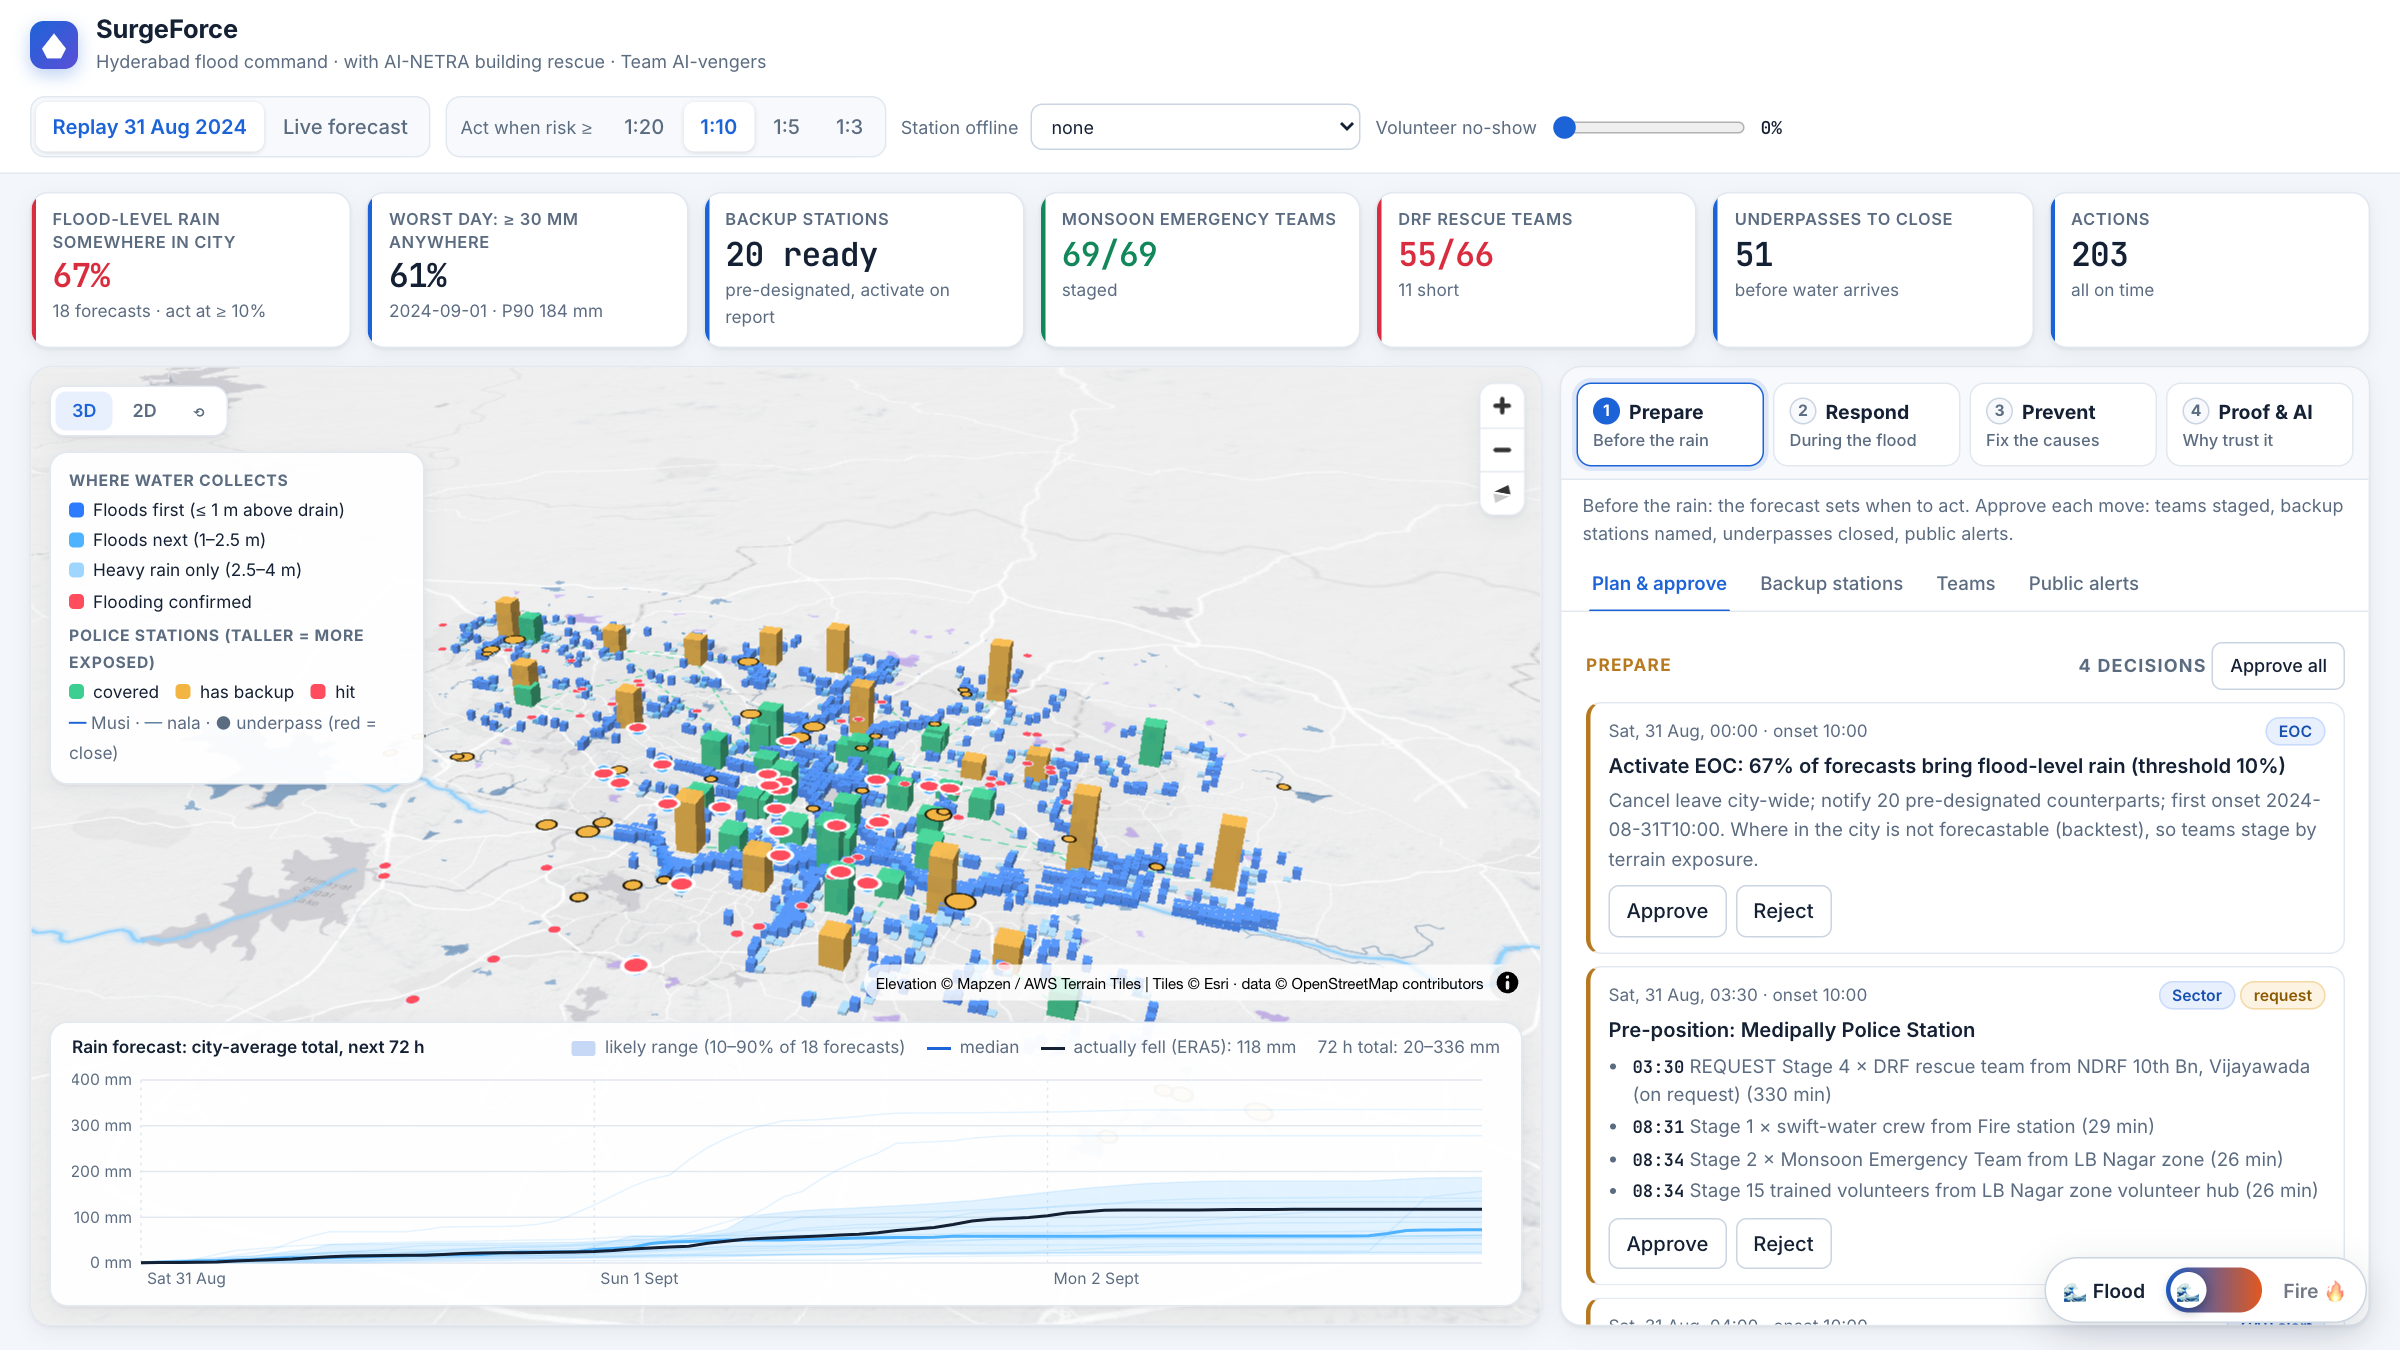 SurgeForce
Hyderabad flood command · with AI-NETRA building rescue · Team AI-vengers
Replay 31 Aug 2024
Live forecast
Act when risk ≥
1:20
1:10
1:5
1:3
Station offline
none
Volunteer no-show
0%
FLOOD-LEVEL RAIN
SOMEWHERE IN CITY
67%
18 forecasts · act at ≥ 10%
WORST DAY: ≥ 30 MM
ANYWHERE
61%
2024-09-01 · P90 184 mm
BACKUP STATIONS
20 ready
pre-designated, activate on
report
MONSOON EMERGENCY TEAMS
69/69
staged
DRF RESCUE TEAMS
55/66
11 short
UNDERPASSES TO CLOSE
51
before water arrives
ACTIONS
203
all on time
3D
2D
WHERE WATER COLLECTS
Floods first (≤ 1 m above drain)
Floods next (1–2.5 m)
Heavy rain only (2.5–4 m)
Flooding confirmed
POLICE STATIONS (TALLER = MORE
EXPOSED)
covered
has backup
hit
Musi · nala · underpass (red =
close)
Elevation © Mapzen / AWS Terrain Tiles | Tiles © Esri · data © OpenStreetMap contributors
Rain forecast: city-average total, next 72 h
likely range (10–90% of 18 forecasts)
median
actually fell (ERA5): 118 mm
72 h total: 20–336 mm
400 mm
300 mm
200 mm
100 mm
0 mm
Sat 31 Aug
Sun 1 Sept
Mon 2 Sept
1 Prepare
Before the rain
2 Respond
During the flood
3 Prevent
Fix the causes
4 Proof & AI
Why trust it
Before the rain: the forecast sets when to act. Approve each move: teams staged, backup
stations named, underpasses closed, public alerts.
Plan & approve
Backup stations
Teams
Public alerts
PREPARE
4 DECISIONS
Approve all
Sat, 31 Aug, 00:00 · onset 10:00
EOC
Activate EOC: 67% of forecasts bring flood-level rain (threshold 10%)
Cancel leave city-wide; notify 20 pre-designated counterparts; first onset 2024-
08-31T10:00. Where in the city is not forecastable (backtest), so teams stage by
terrain exposure.
Approve
Reject
Sat, 31 Aug, 03:30 · onset 10:00
Sector
request
Pre-position: Medipally Police Station
• 03:30 REQUEST Stage 4 × DRF rescue team from NDRF 10th Bn, Vijayawada
(on request) (330 min)
• 08:31 Stage 1 × swift-water crew from Fire station (29 min)
• 08:34 Stage 2 × Monsoon Emergency Team from LB Nagar zone (26 min)
• 08:34 Stage 15 trained volunteers from LB Nagar zone volunteer hub (26 min)
Approve
Reject
Sat, 31 Aug, 04:00 · onset 10:00
Flood
Fire